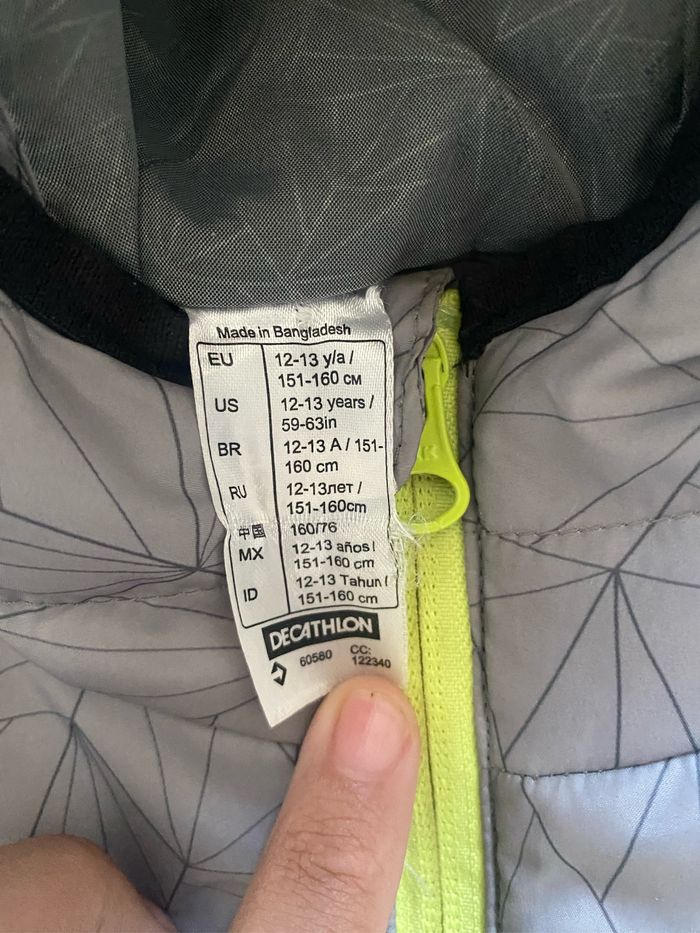 Made in Bangladesh
EU 12-13 y/a /
151-160 CM
US 12-13 years /
59-63in
BR 12-13 A / 151-
160 cm
RU 12-13лет /
151-160cm
中国 160/76
MX 12-13 años /
151-160 cm
ID 12-13 Tahun /
151-160 cm
DECATHLON
60580 CC:
122340